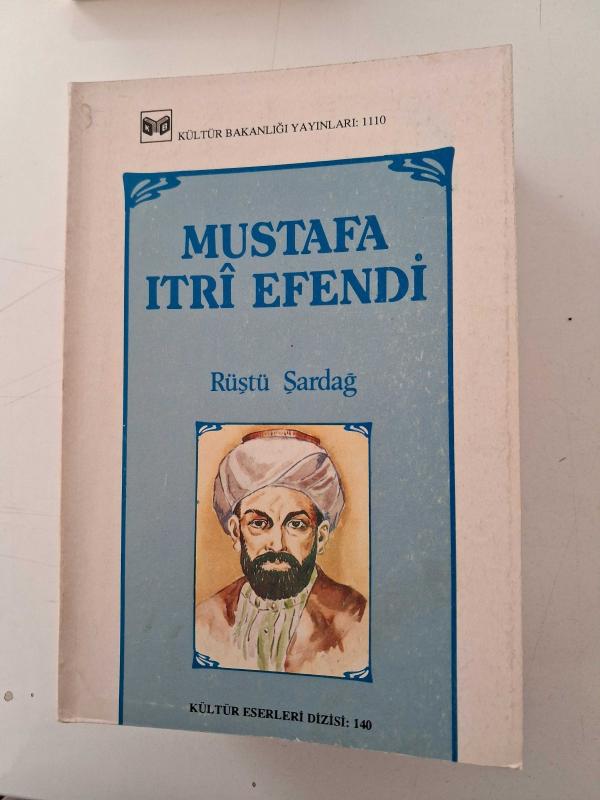 KÜLTÜR BAKANLIĞI YAYINLARI: 1110
MUSTAFA
ITRÎ EFENDİ
Rüştü Şardağ
KÜLTÜR ESERLERİ DİZİSİ: 140